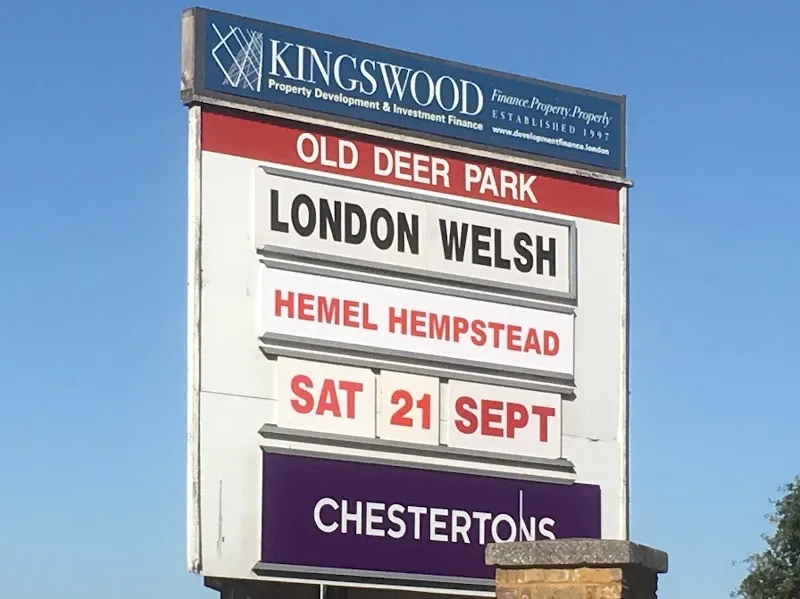 KINGSWOOD
Property Development & Investment Finance
Finance.Property.Properly
ESTABLISHED 1997
www.developmentfinance.london
OLD DEER PARK
LONDON WELSH
HEMEL HEMPSTEAD
SAT 21 SEPT
CHESTERTONS